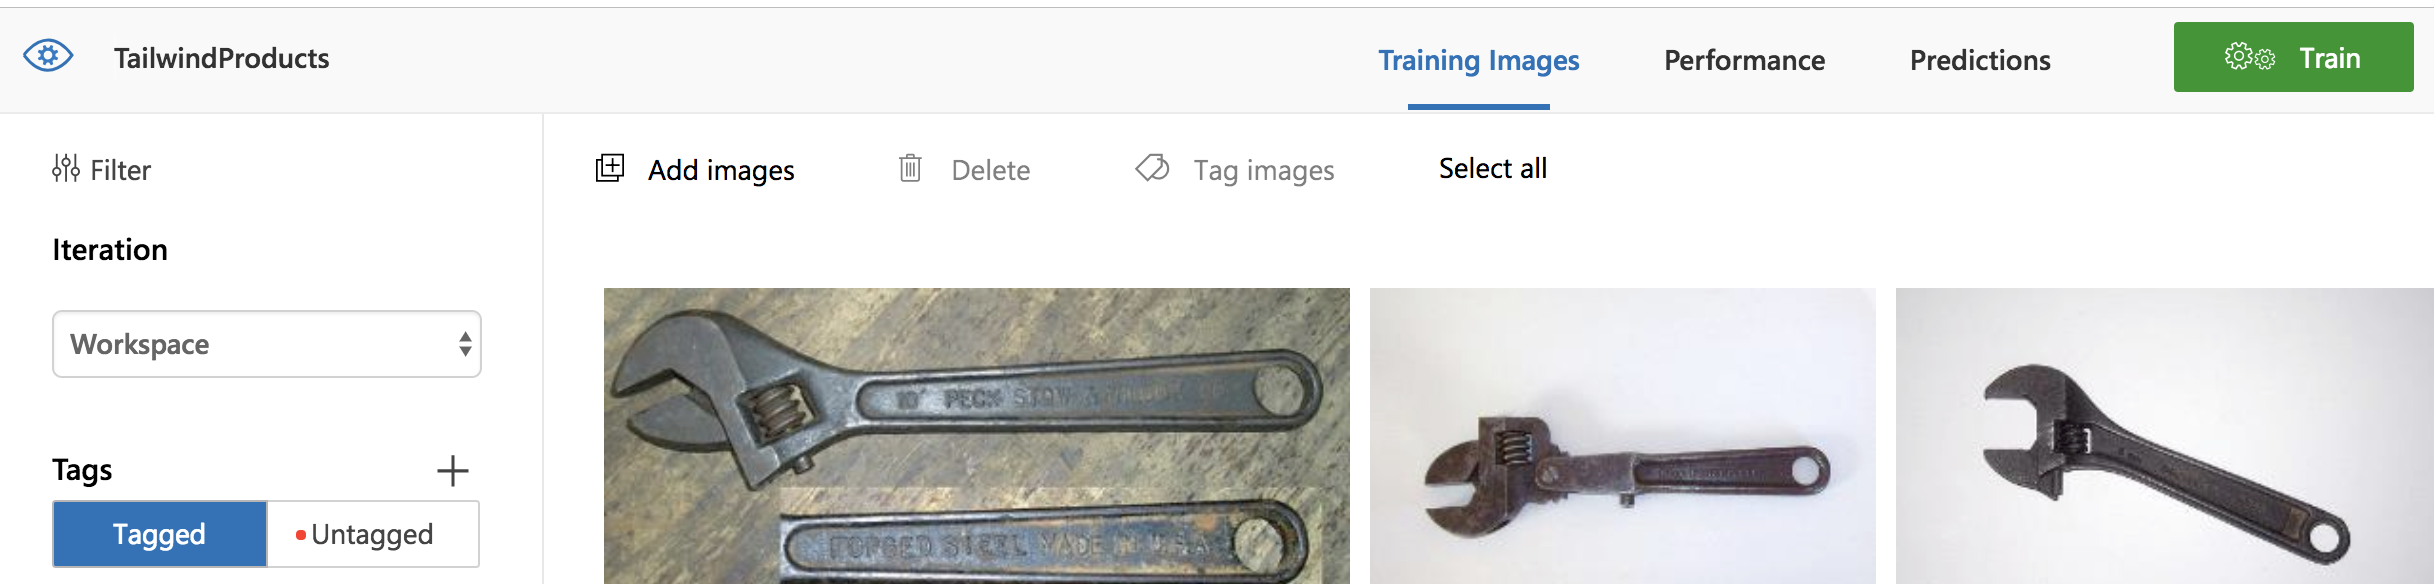 TailwindProducts
Training Images
Performance
Predictions
Train
Filter
Add images
Delete
Tag images
Select all
Iteration
Workspace
Tags
Tagged
Untagged
10" PECK STOW
FORGED STEEL MADE IN U.S.A.